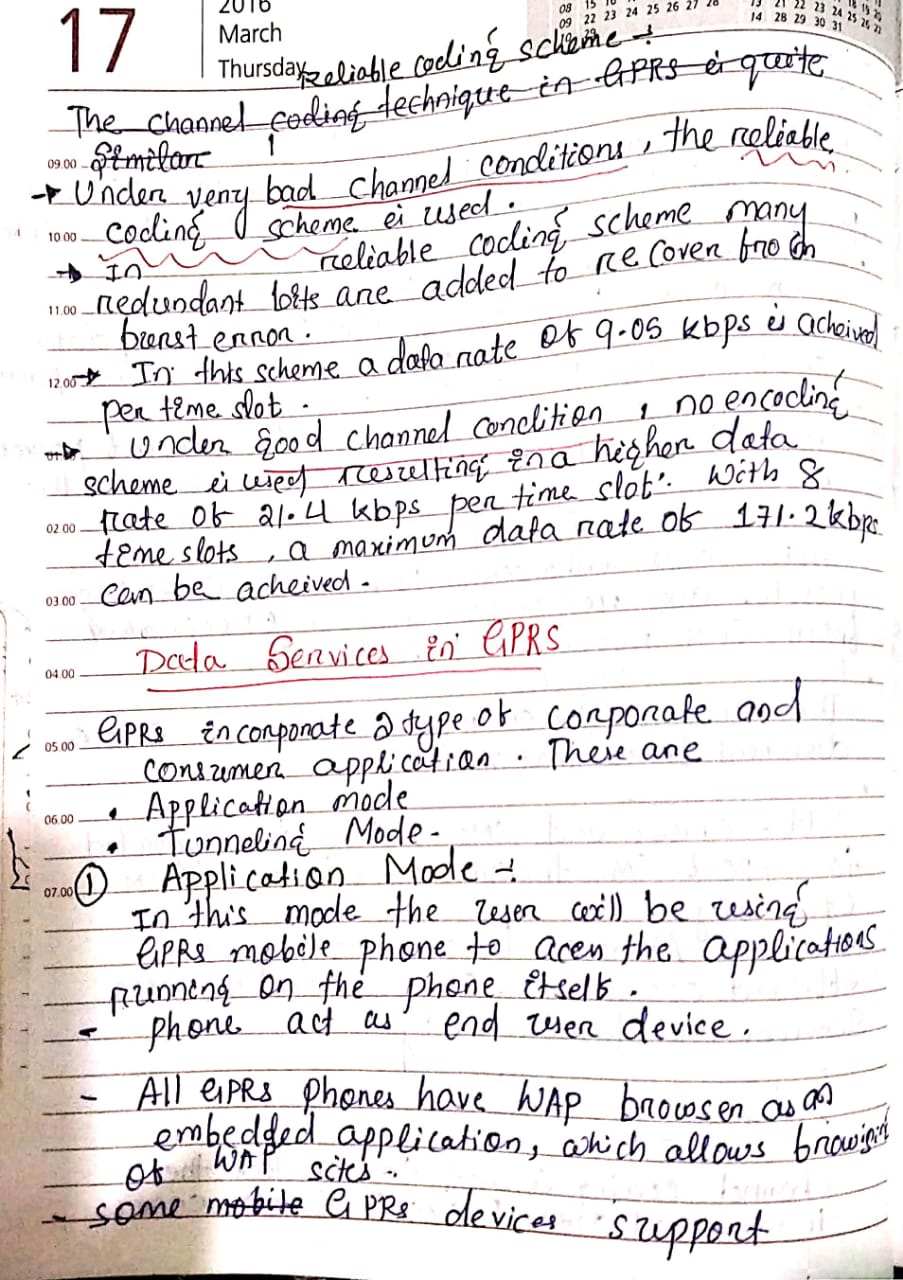 17
2016
March
Thursday
08 15
09 22 23 24 25 26 27 28
13 21 22 23 24 25 26 27
14 28 29 30 31
Reliable coding scheme :
The channel coding technique in GPRS is quite
09.00 Similar
→ Under very bad channel conditions, the reliable
10.00 coding scheme is used.
→ In reliable coding scheme many
11.00 redundant bits are added to recover from
burst error.
12.00 → In this scheme a data rate of 9.05 kbps is acheived
per time slot.
→ Under good channel condition, no encoding
scheme is used resulting in a higher data
02.00 rate of 21.4 kbps per time slot. With 8
time slots, a maximum data rate of 171.2 kbps
03.00 can be acheived.
04.00 Data Services in GPRS
05.00 GPRS incorporate 2 type of corporate and
consumer application. These are
06.00 • Application mode
• Tunneling Mode-
07.00 ① Application Mode :
In this mode the user will be using
GPRS mobile phone to acess the applications
running on the phone itself.
- phone act as end user device.
- All GPRS phones have WAP browser as an
embedded application, which allows browsing
of WAP sites.
- some mobile GPRS devices support